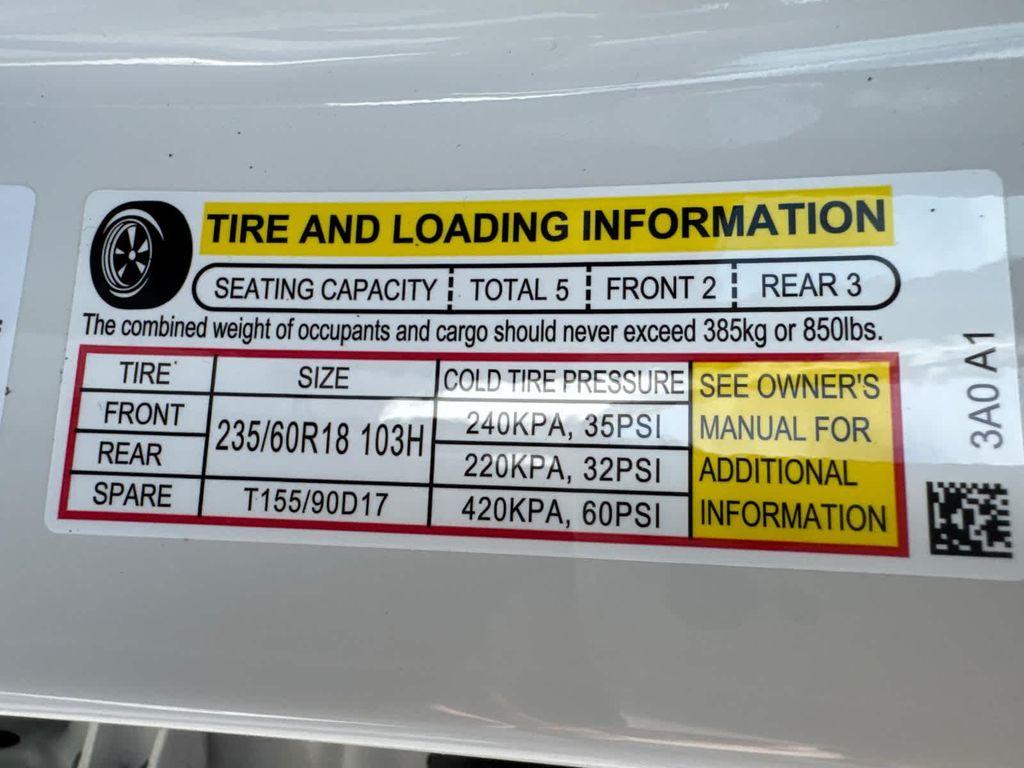 TIRE AND LOADING INFORMATION
SEATING CAPACITY TOTAL 5 FRONT 2 REAR 3
The combined weight of occupants and cargo should never exceed 385kg or 850lbs.
TIRE SIZE COLD TIRE PRESSURE SEE OWNER'S
FRONT 235/60R18 103H 240KPA, 35PSI MANUAL FOR
REAR 220KPA, 32PSI ADDITIONAL
SPARE T155/90D17 420KPA, 60PSI INFORMATION
3A0 A1